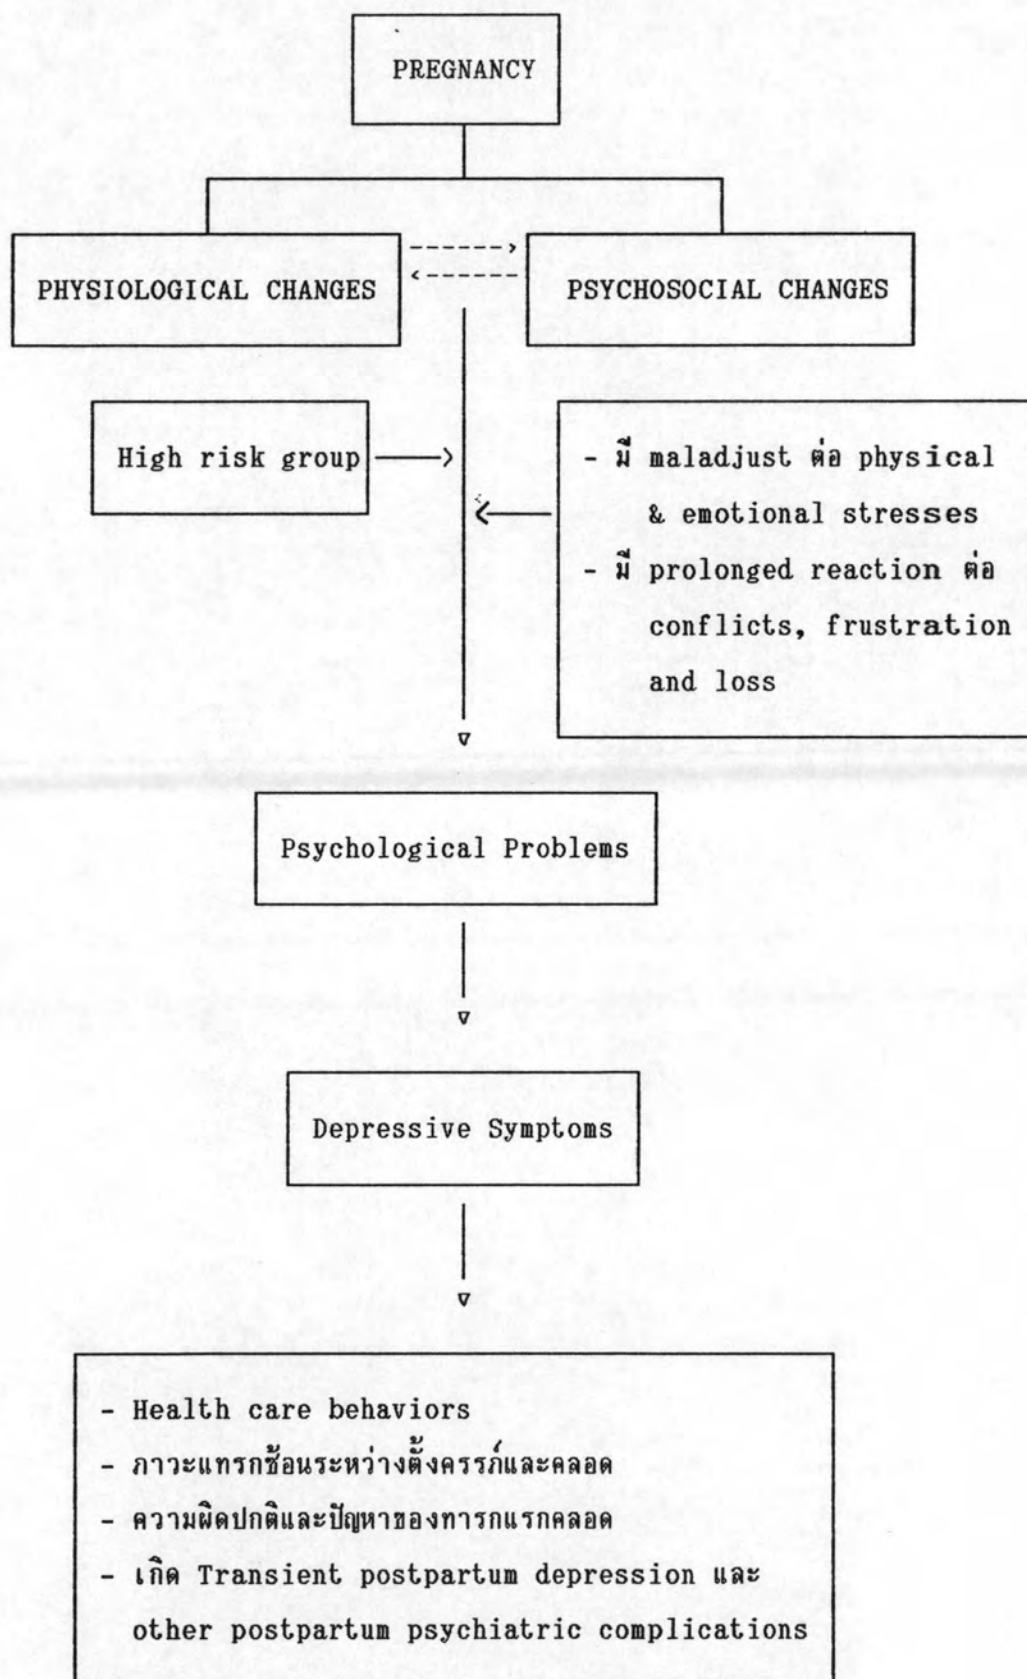 PREGNANCY
PHYSIOLOGICAL CHANGES
PSYCHOSOCIAL CHANGES
High risk group
- มี maladjust ต่อ physical
& emotional stresses
- มี prolonged reaction ต่อ
conflicts, frustration
and loss
Psychological Problems
Depressive Symptoms
- Health care behaviors
- ภาวะแทรกซ้อนระหว่างตั้งครรภ์และคลอด
- ความผิดปกติและปัญหาของทารกแรกคลอด
- เกิด Transient postpartum depression และ
other postpartum psychiatric complications